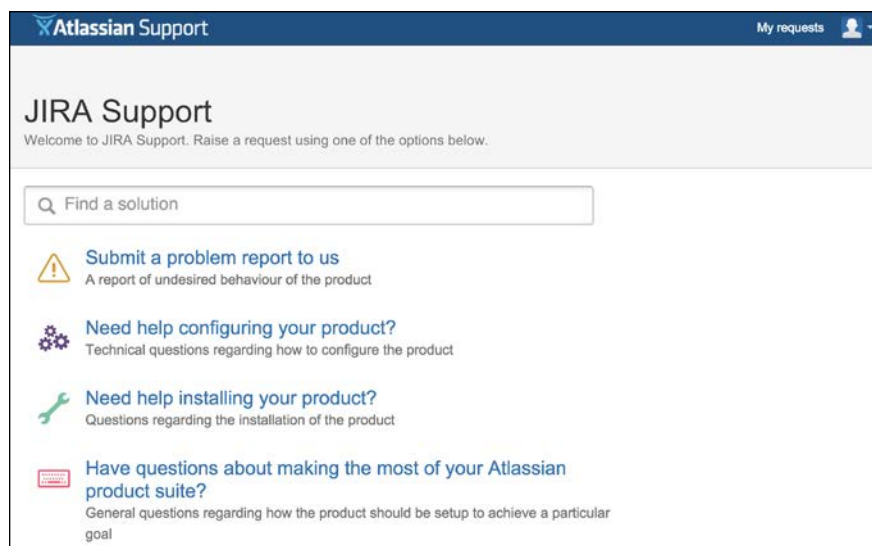 Atlassian Support
My requests
JIRA Support
Welcome to JIRA Support. Raise a request using one of the options below.
Find a solution
Submit a problem report to us
A report of undesired behaviour of the product
Need help configuring your product?
Technical questions regarding how to configure the product
Need help installing your product?
Questions regarding the installation of the product
Have questions about making the most of your Atlassian
product suite?
General questions regarding how the product should be setup to achieve a particular
goal